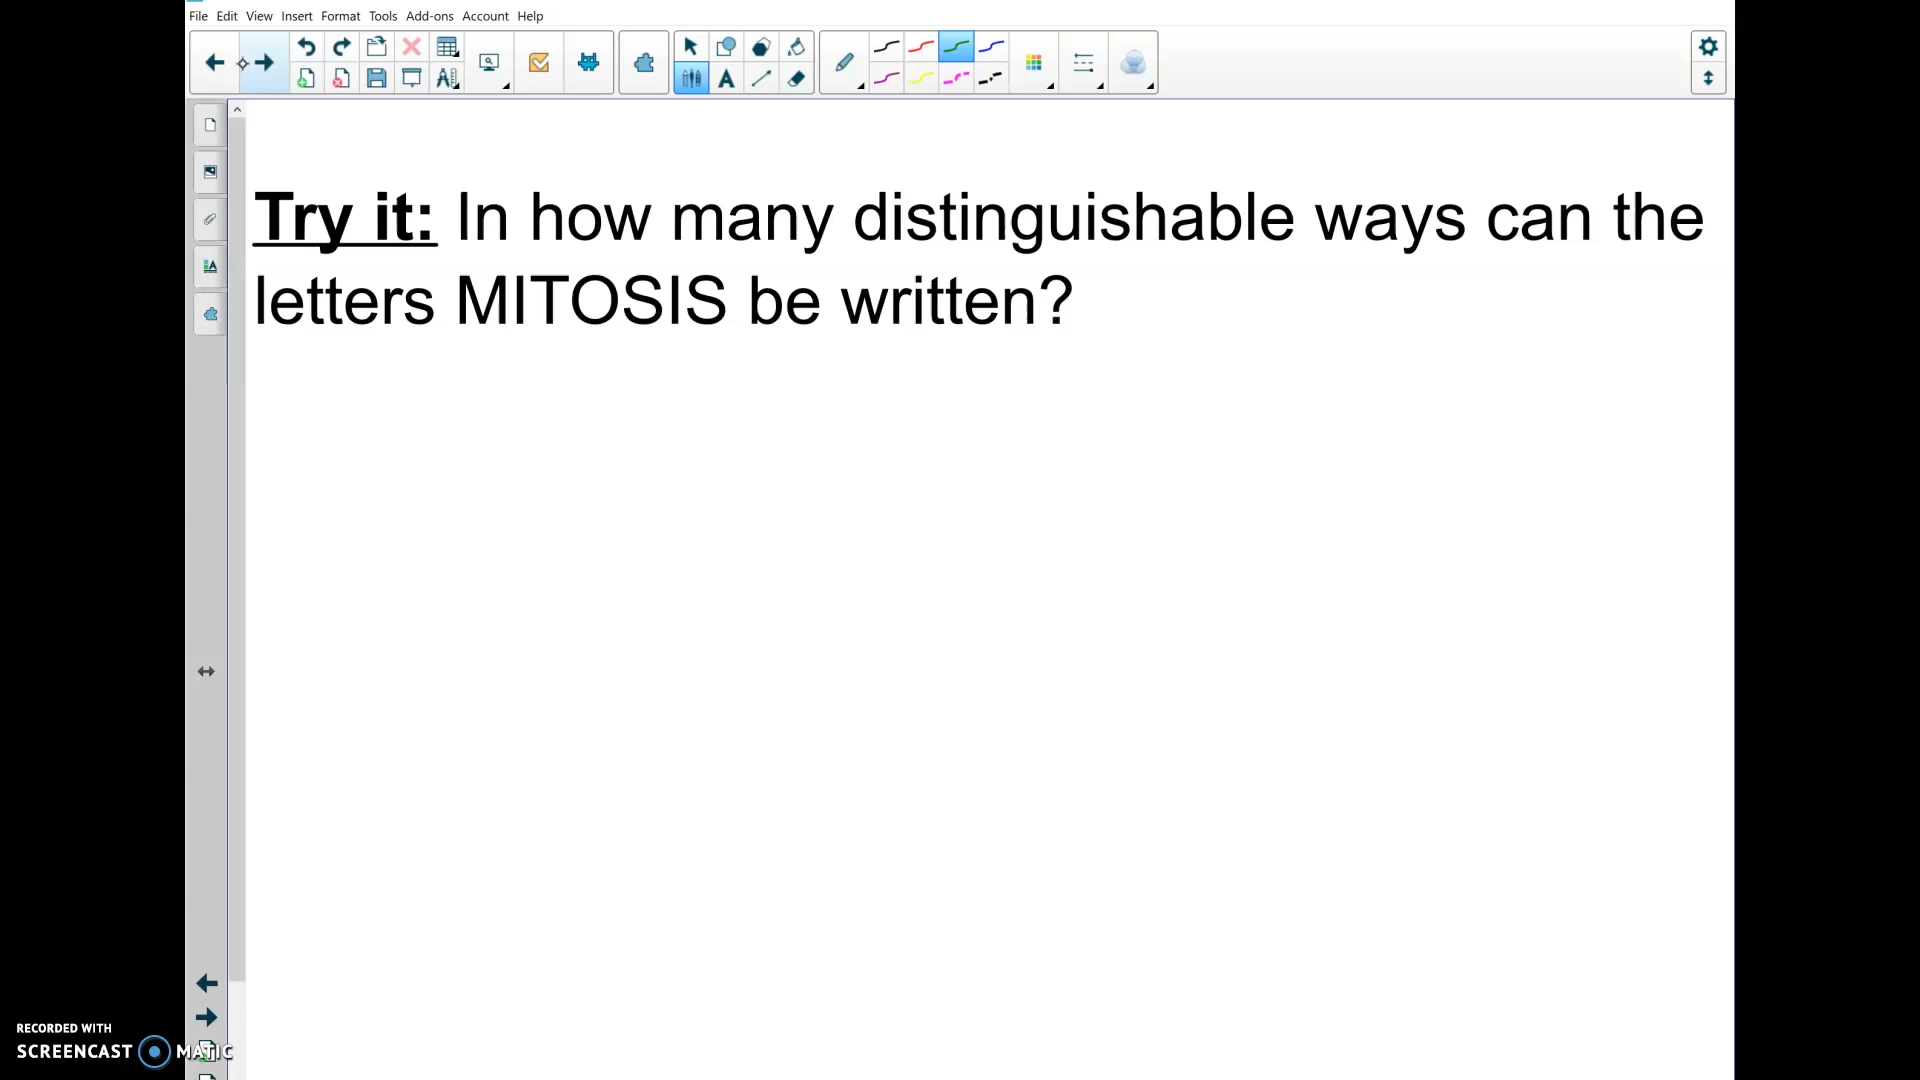 File Edit View Insert Format Tools Add-ons Account Help
Try it: In how many distinguishable ways can the
letters MITOSIS be written?
RECORDED WITH
SCREENCAST MATIC